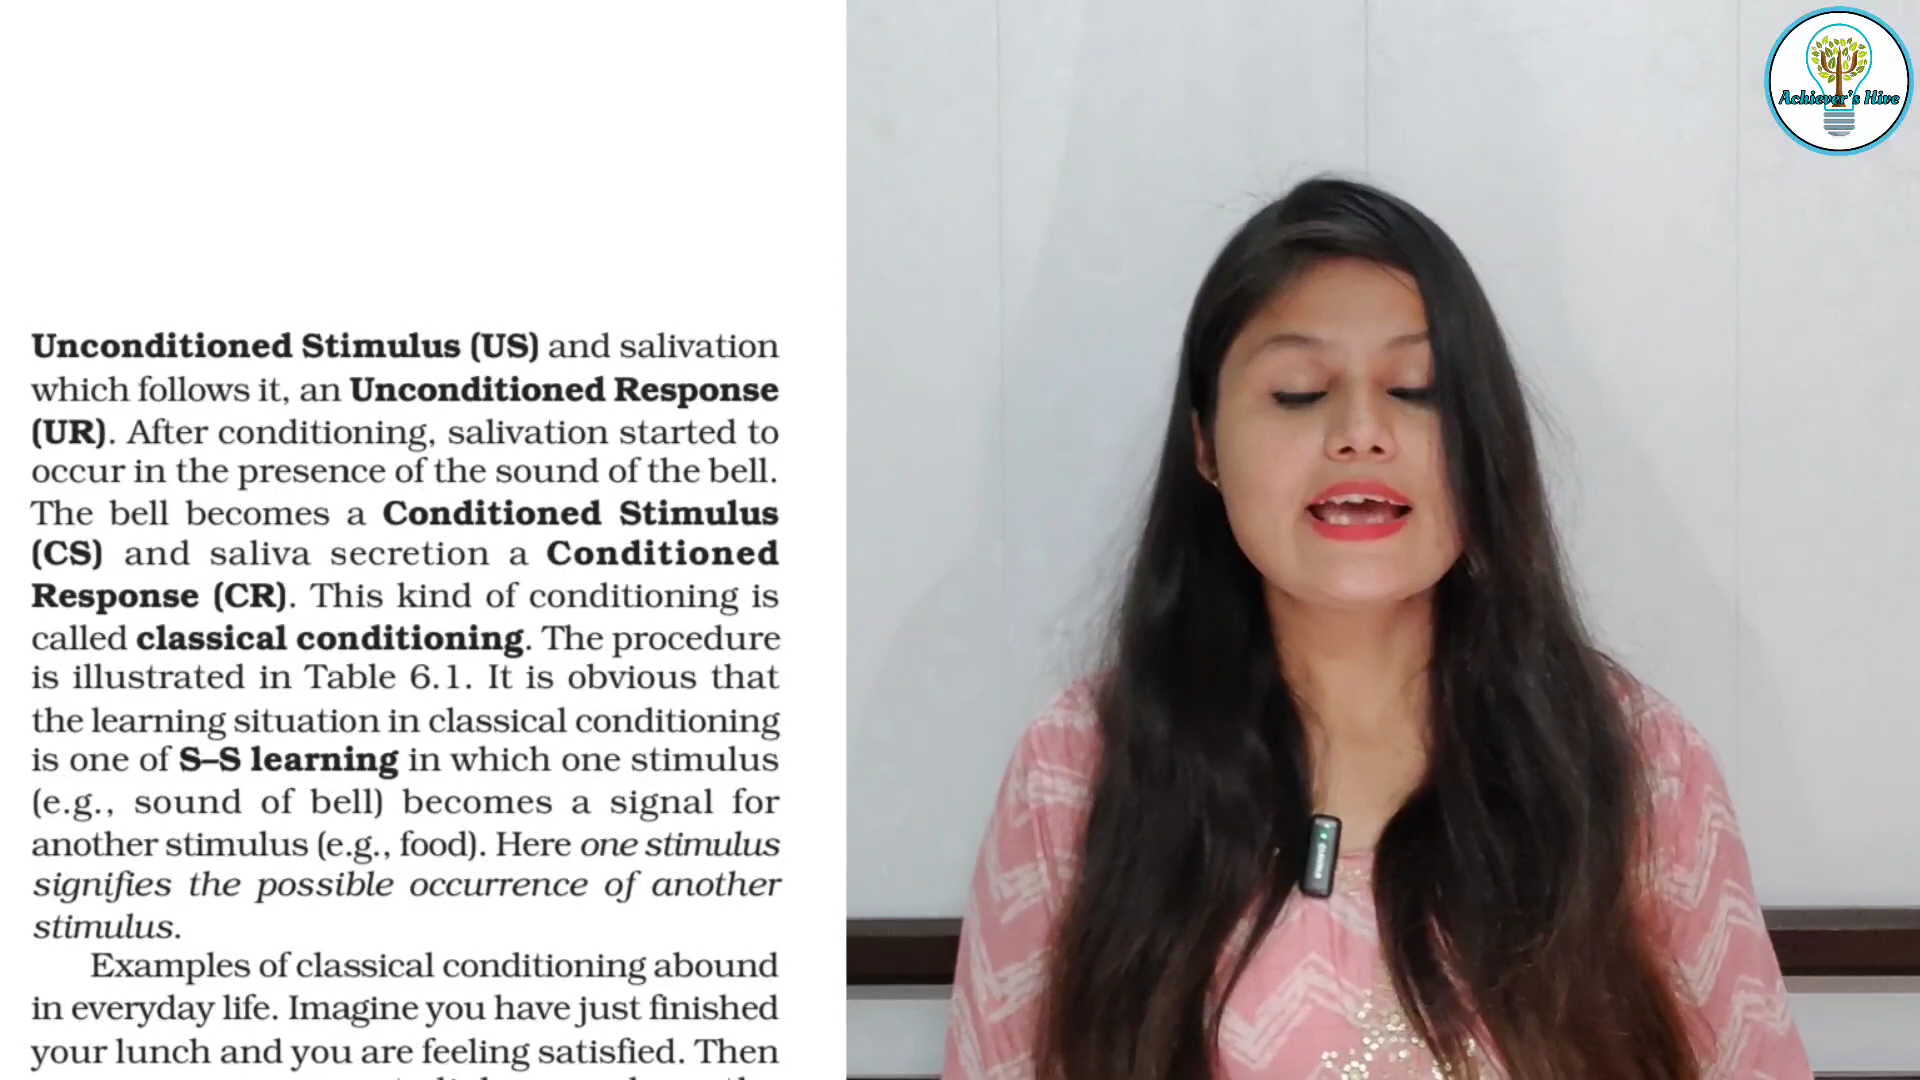 Unconditioned Stimulus (US) and salivation
which follows it, an Unconditioned Response
(UR). After conditioning, salivation started to
occur in the presence of the sound of the bell.
The bell becomes a Conditioned Stimulus
(CS) and saliva secretion a Conditioned
Response (CR). This kind of conditioning is
called classical conditioning. The procedure
is illustrated in Table 6.1. It is obvious that
the learning situation in classical conditioning
is one of S–S learning in which one stimulus
(e.g., sound of bell) becomes a signal for
another stimulus (e.g., food). Here one stimulus
signifies the possible occurrence of another
stimulus.
Examples of classical conditioning abound
in everyday life. Imagine you have just finished
your lunch and you are feeling satisfied. Then
Achiever's Hive